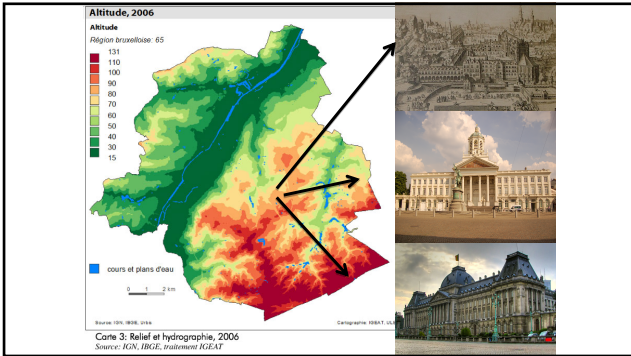 Altitude, 2006
Altitude
Région bruxelloise: 65
131
110
100
90
80
70
60
50
40
30
15
cours et plans d'eau
0 1 2 km
Source: IGN, IBGE, Urbis
Cartographie: IGEAT,
Carte 3: Relief et hydrographie, 2006
Source: IGN, IBGE, traitement IGEAT